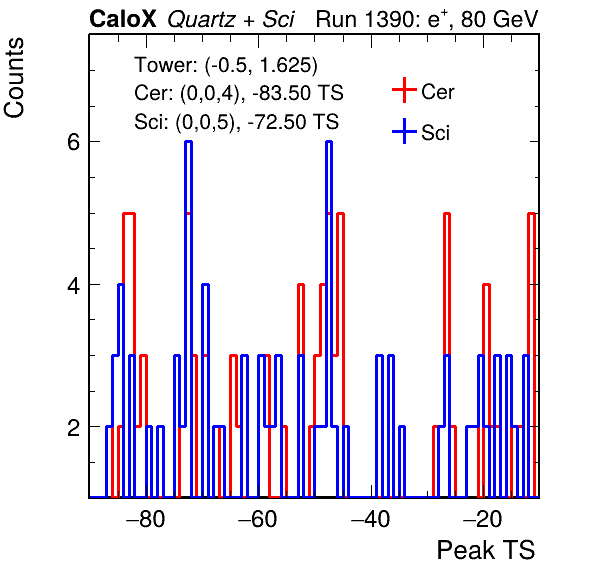 CaloX Quartz + Sci Run 1390: e+, 80 GeV
Counts
Tower: (-0.5, 1.625)
Cer: (0,0,4), -83.50 TS
Sci: (0,0,5), -72.50 TS
Cer
Sci
6
4
2
−80 −60 −40 −20
Peak TS